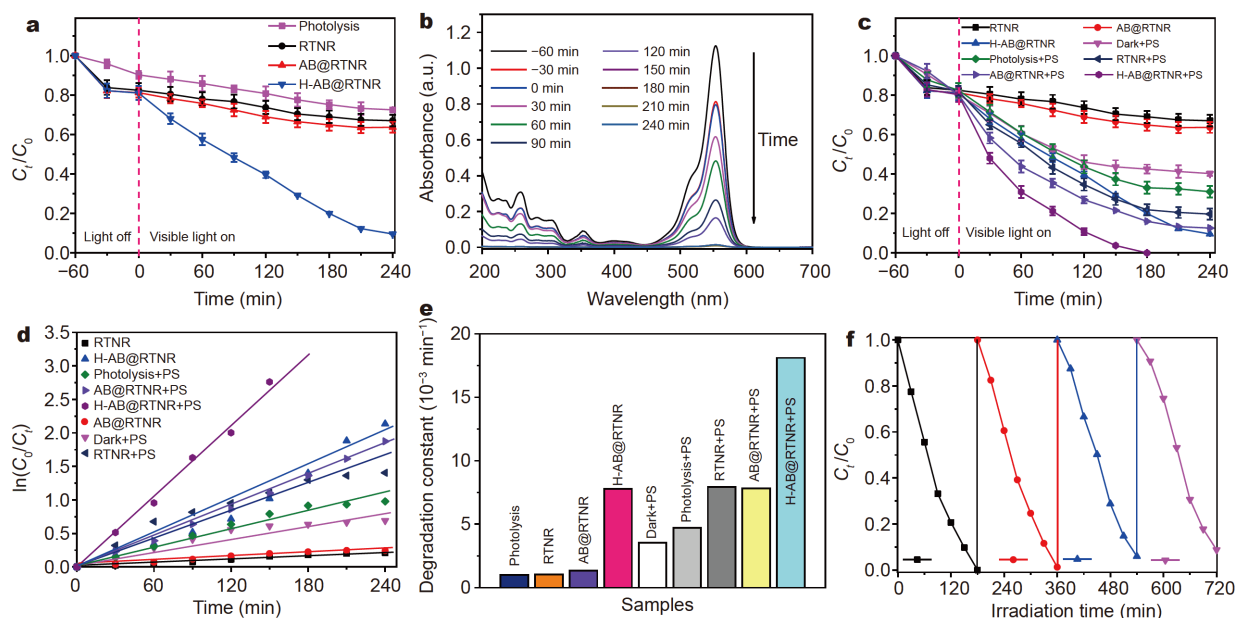 a
Photolysis
RTNR
AB@RTNR
H-AB@RTNR
1.0
0.8
0.6
0.4
0.2
0.0
Ct/C0
Light off
Visible light on
−60 0 60 120 180 240
Time (min)
b
−60 min
−30 min
0 min
30 min
60 min
90 min
120 min
150 min
180 min
210 min
240 min
Time
1.2
1.0
0.8
0.6
0.4
0.2
0.0
Absorbance (a.u.)
200 300 400 500 600 700
Wavelength (nm)
c
RTNR
AB@RTNR
H-AB@RTNR
Dark+PS
Photolysis+PS
RTNR+PS
AB@RTNR+PS
H-AB@RTNR+PS
1.0
0.8
0.6
0.4
0.2
0.0
Ct/C0
Light off
Visible light on
−60 0 60 120 180 240
Time (min)
d
RTNR
H-AB@RTNR
Photolysis+PS
AB@RTNR+PS
H-AB@RTNR+PS
AB@RTNR
Dark+PS
RTNR+PS
3.5
3.0
2.5
2.0
1.5
1.0
0.5
0.0
ln(C0/Ct)
0 60 120 180 240
Time (min)
e
20
15
10
5
0
Degradation constant (10−3 min−1)
Photolysis
RTNR
AB@RTNR
H-AB@RTNR
Dark+PS
Photolysis+PS
RTNR+PS
AB@RTNR+PS
H-AB@RTNR+PS
Samples
f
1.0
0.8
0.6
0.4
0.2
0.0
Ct/C0
0 120 240 360 480 600 720
Irradiation time (min)